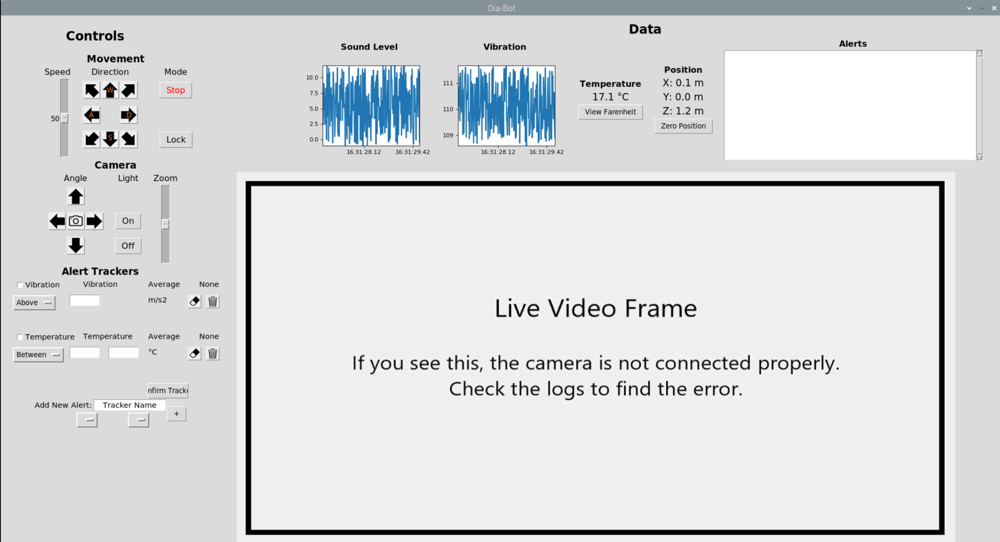 Dia-Bot
Controls
Movement
Speed Direction Mode
50
W
A D
S
Stop
Lock
Camera
Angle Light Zoom
On
Off
Alert Trackers
Vibration Vibration Average None
Above m/s2
Temperature Temperature Average None
Between °C
nfirm Tracke
Add New Alert: Tracker Name
+
Data
Sound Level
10.0
7.5
5.0
2.5
0.0
16:31:28.12 16:31:29.42
Vibration
111
110
109
16:31:28.12 16:31:29.42
Temperature
17.1 °C
View Farenheit
Position
X: 0.1 m
Y: 0.0 m
Z: 1.2 m
Zero Position
Alerts
Live Video Frame
If you see this, the camera is not connected properly.
Check the logs to find the error.